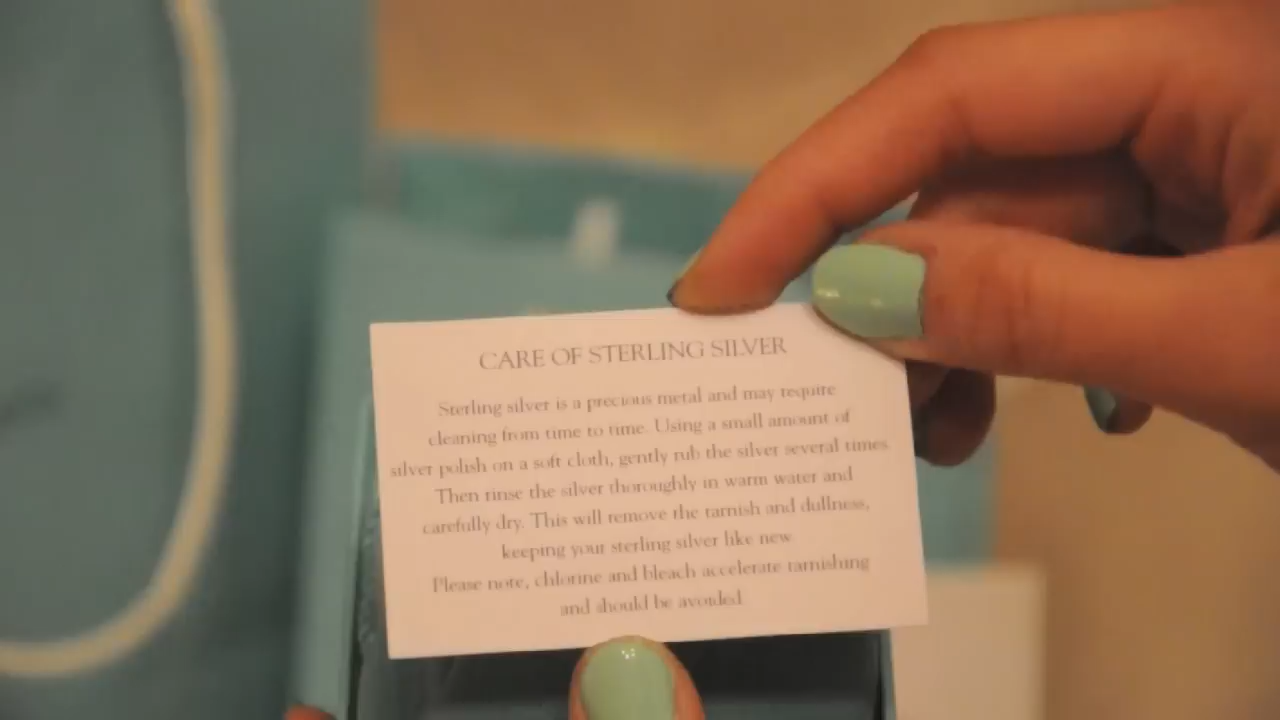 CARE OF STERLING SILVER
Sterling silver is a precious metal and may require
cleaning from time to time. Using a small amount of
silver polish on a soft cloth, gently rub the silver several times.
Then rinse the silver thoroughly in warm water and
carefully dry. This will remove the tarnish and dullness,
keeping your sterling silver like new.
Please note, chlorine and bleach accelerate tarnishing
and should be avoided.